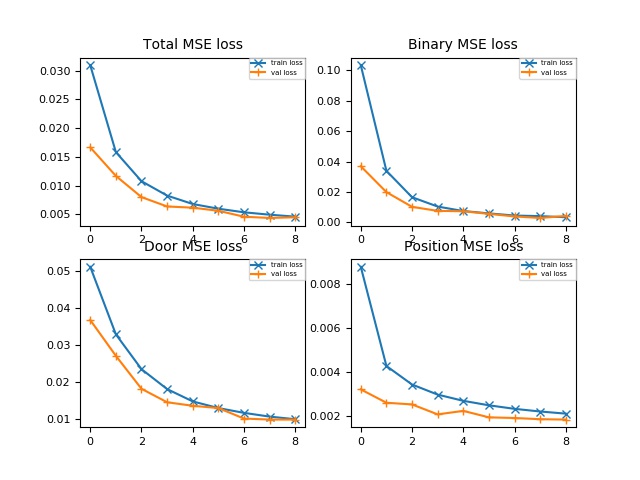 Total MSE loss
train loss
val loss
0.030
0.025
0.020
0.015
0.010
0.005
0 2 4 6 8
Binary MSE loss
train loss
val loss
0.10
0.08
0.06
0.04
0.02
0.00
0 2 4 6 8
Door MSE loss
train loss
val loss
0.05
0.04
0.03
0.02
0.01
0 2 4 6 8
Position MSE loss
train loss
val loss
0.008
0.006
0.004
0.002
0 2 4 6 8